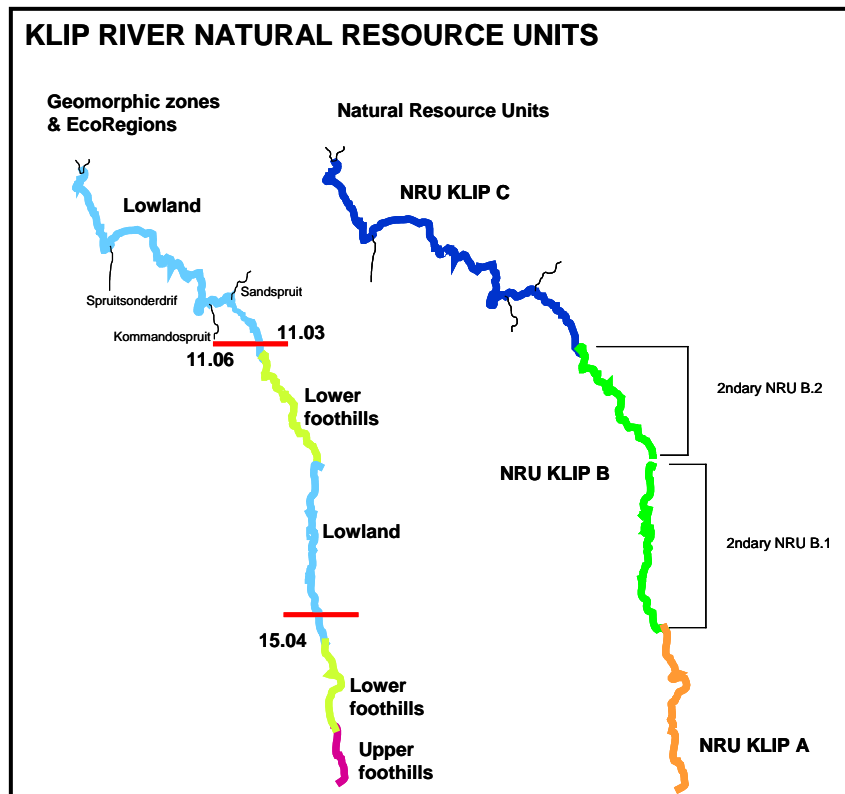 KLIP RIVER NATURAL RESOURCE UNITS
Geomorphic zones
& EcoRegions
Natural Resource Units
Lowland
NRU KLIP C
Spruitsonderdrif
Sandspruit
Kommandospruit
11.03
11.06
Lower
foothills
2ndary NRU B.2
NRU KLIP B
Lowland
2ndary NRU B.1
15.04
Lower
foothills
Upper
foothills
NRU KLIP A